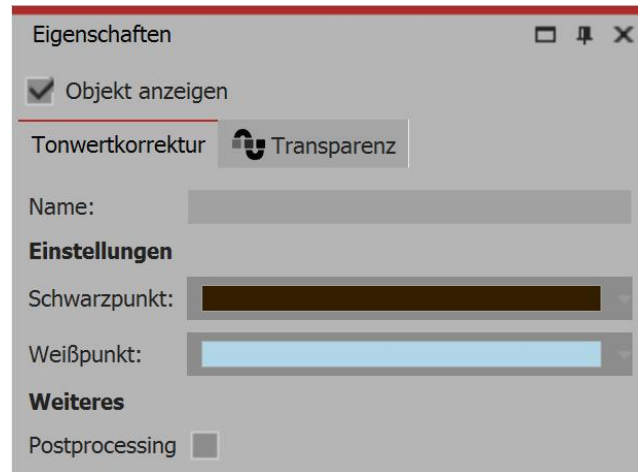 Eigenschaften
Objekt anzeigen
Tonwertkorrektur Transparenz
Name:
Einstellungen
Schwarzpunkt:
Weißpunkt:
Weiteres
Postprocessing